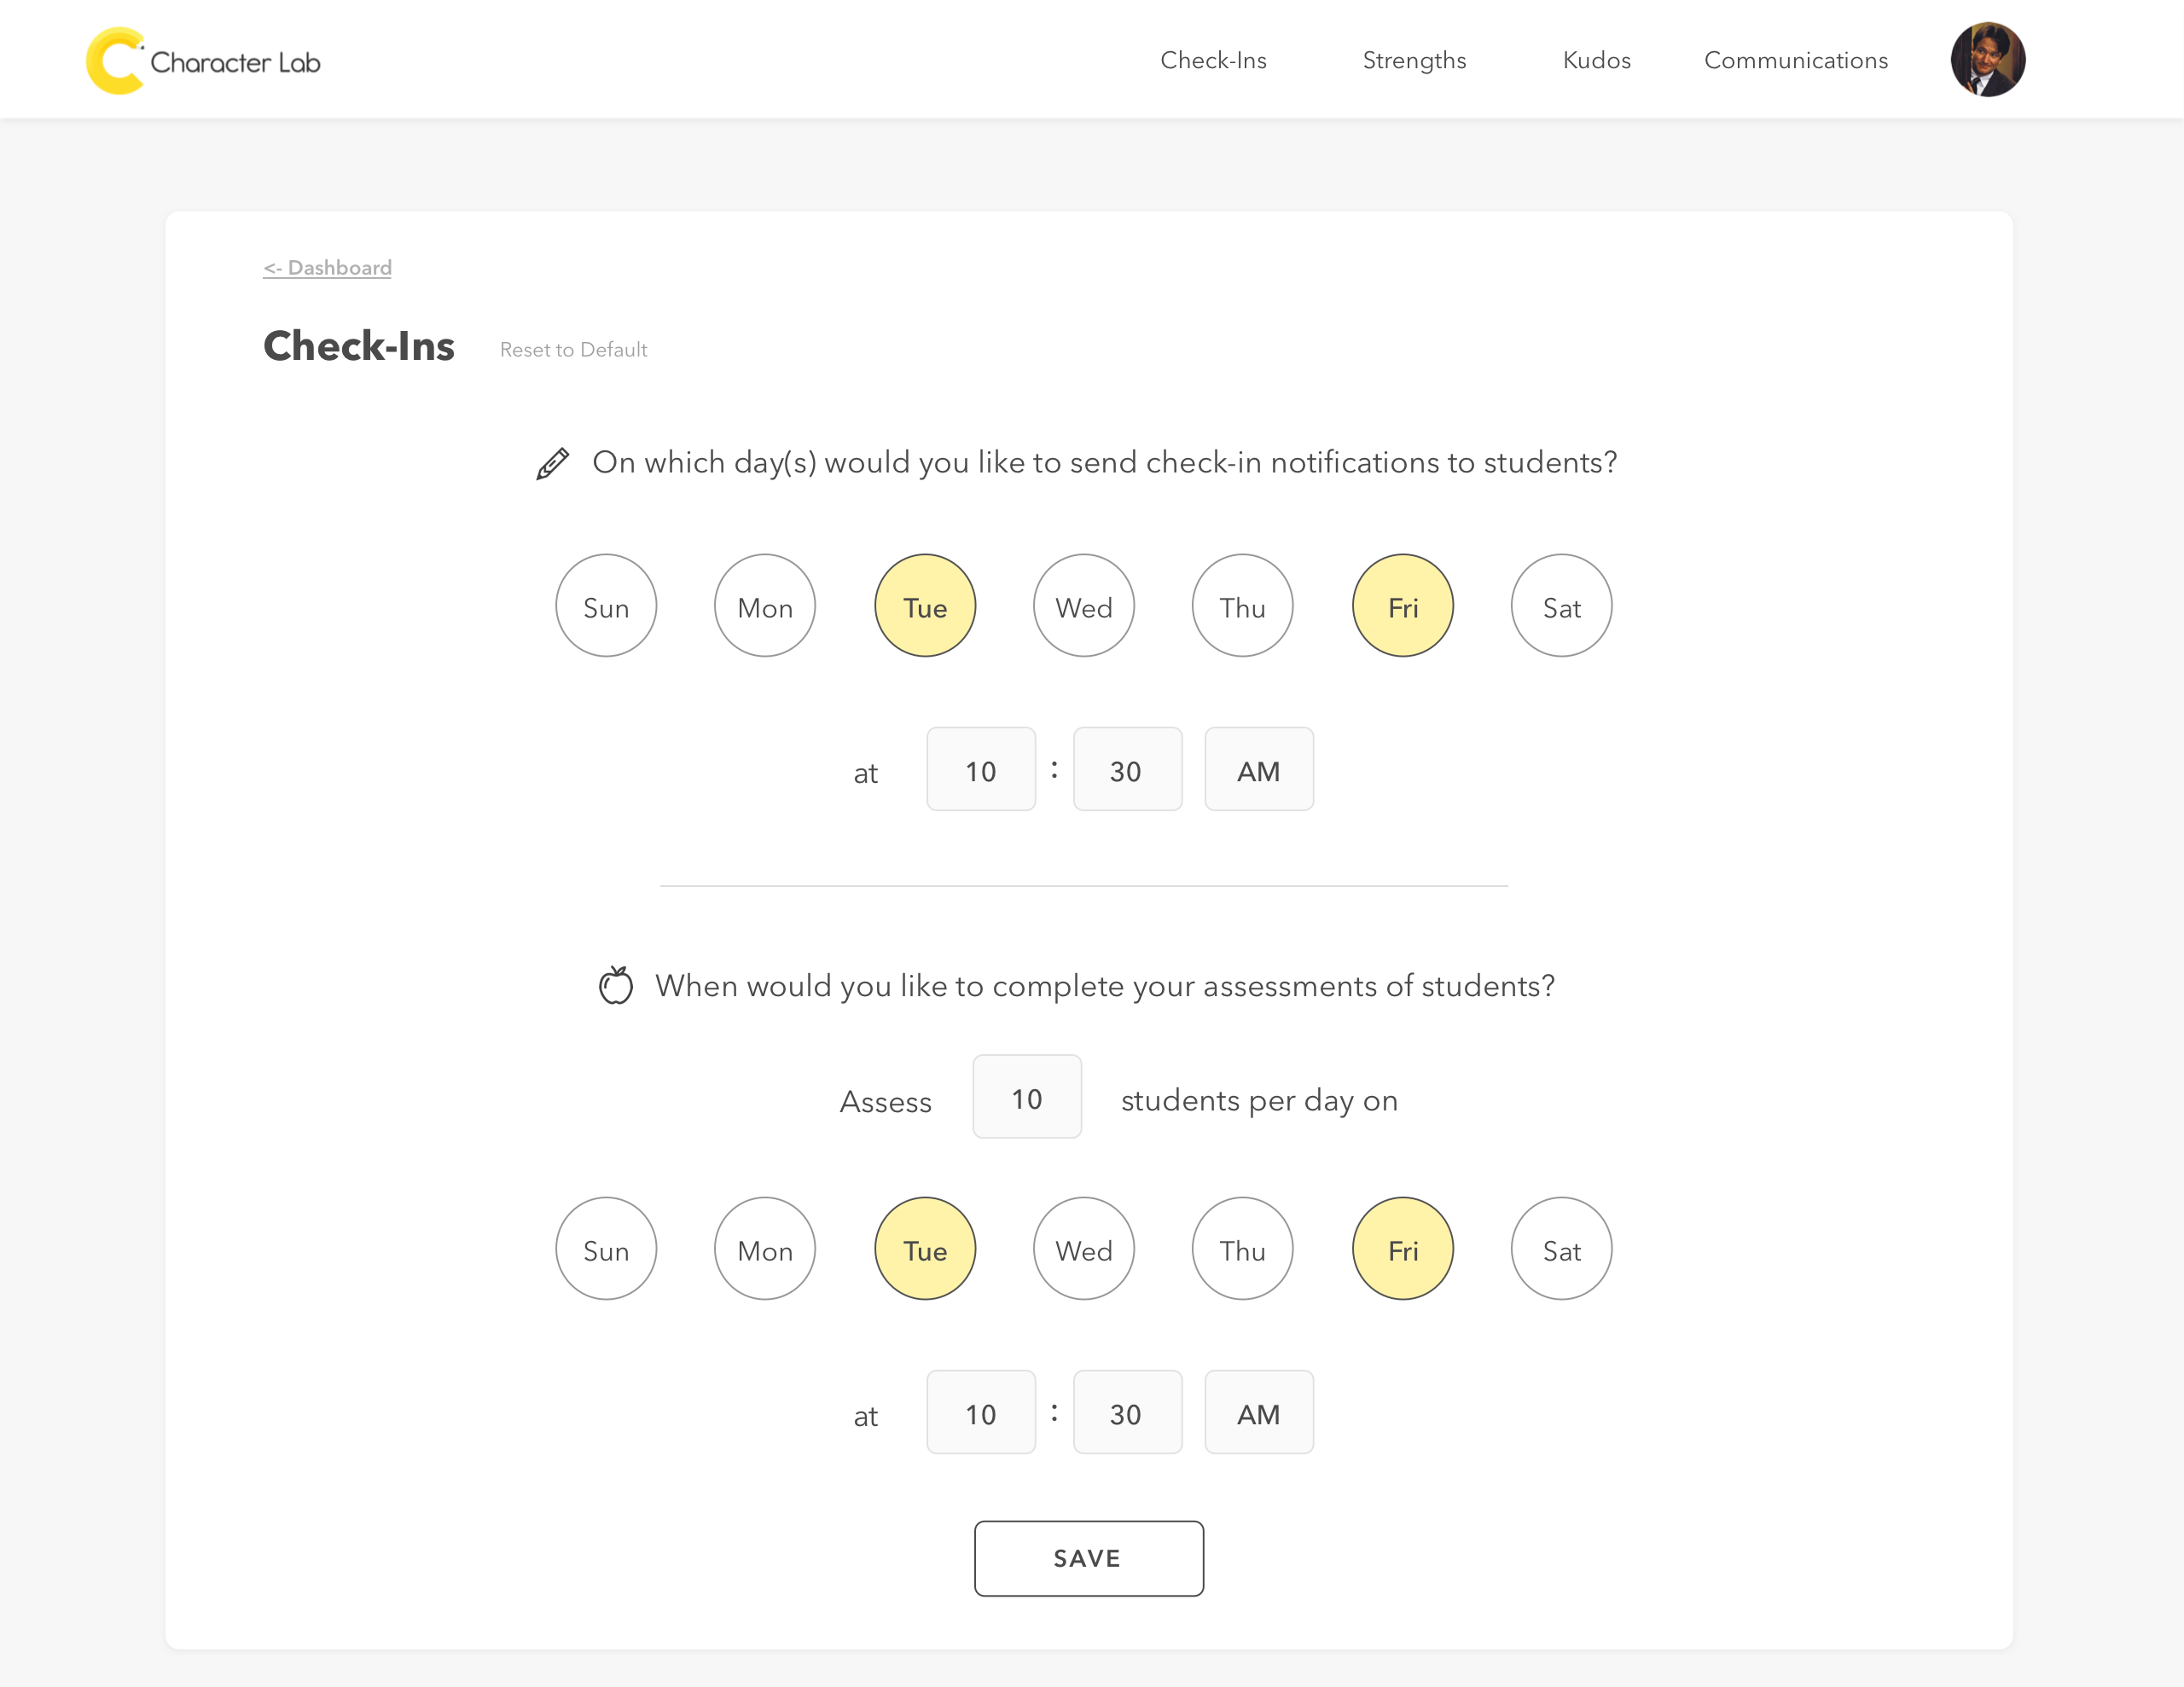 Character Lab
Check-Ins Strengths Kudos Communications
<- Dashboard
Check-Ins Reset to Default
On which day(s) would you like to send check-in notifications to students?
Sun Mon Tue Wed Thu Fri Sat
at 10 : 30 AM
When would you like to complete your assessments of students?
Assess 10 students per day on
Sun Mon Tue Wed Thu Fri Sat
at 10 : 30 AM
SAVE